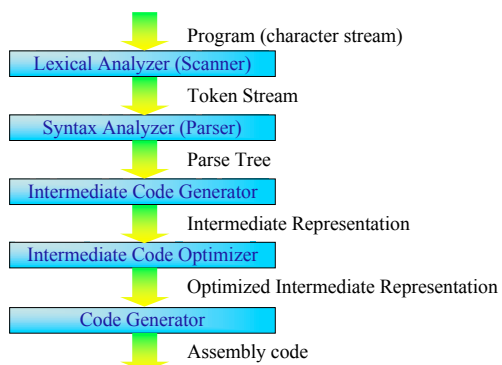 Program (character stream)
Lexical Analyzer (Scanner)
Token Stream
Syntax Analyzer (Parser)
Parse Tree
Intermediate Code Generator
Intermediate Representation
Intermediate Code Optimizer
Optimized Intermediate Representation
Code Generator
Assembly code